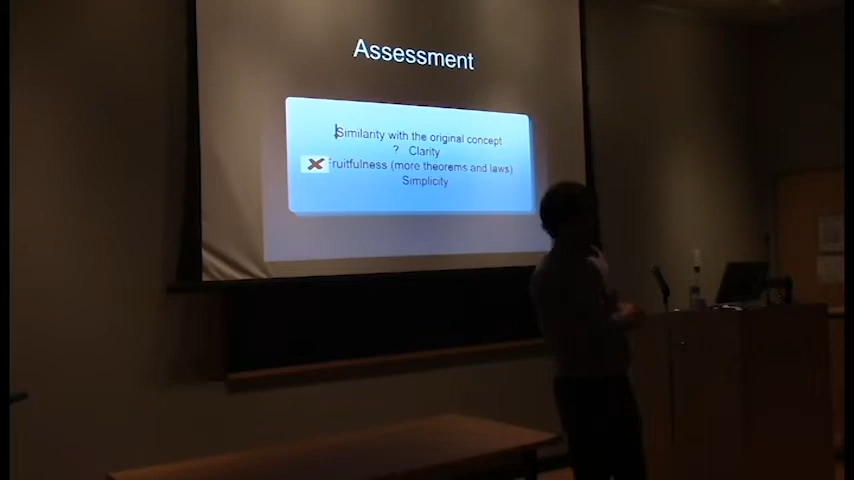 Assessment
Similarity with the original concept
? Clarity
Fruitfulness (more theorems and laws)
Simplicity